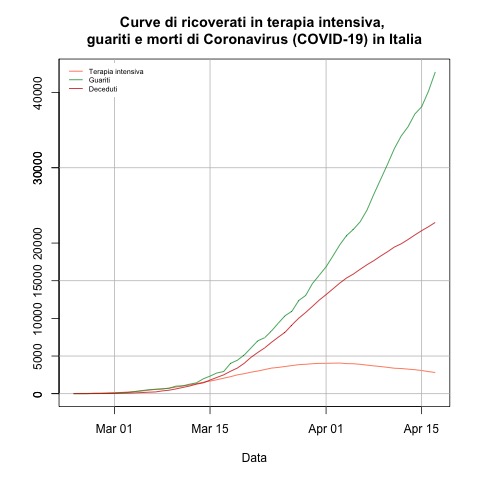 Curve di ricoverati in terapia intensiva,
guariti e morti di Coronavirus (COVID-19) in Italia
Terapia intensiva
Guariti
Deceduti
40000
30000
20000
15000
10000
5000
0
Mar 01 Mar 15 Apr 01 Apr 15
Data